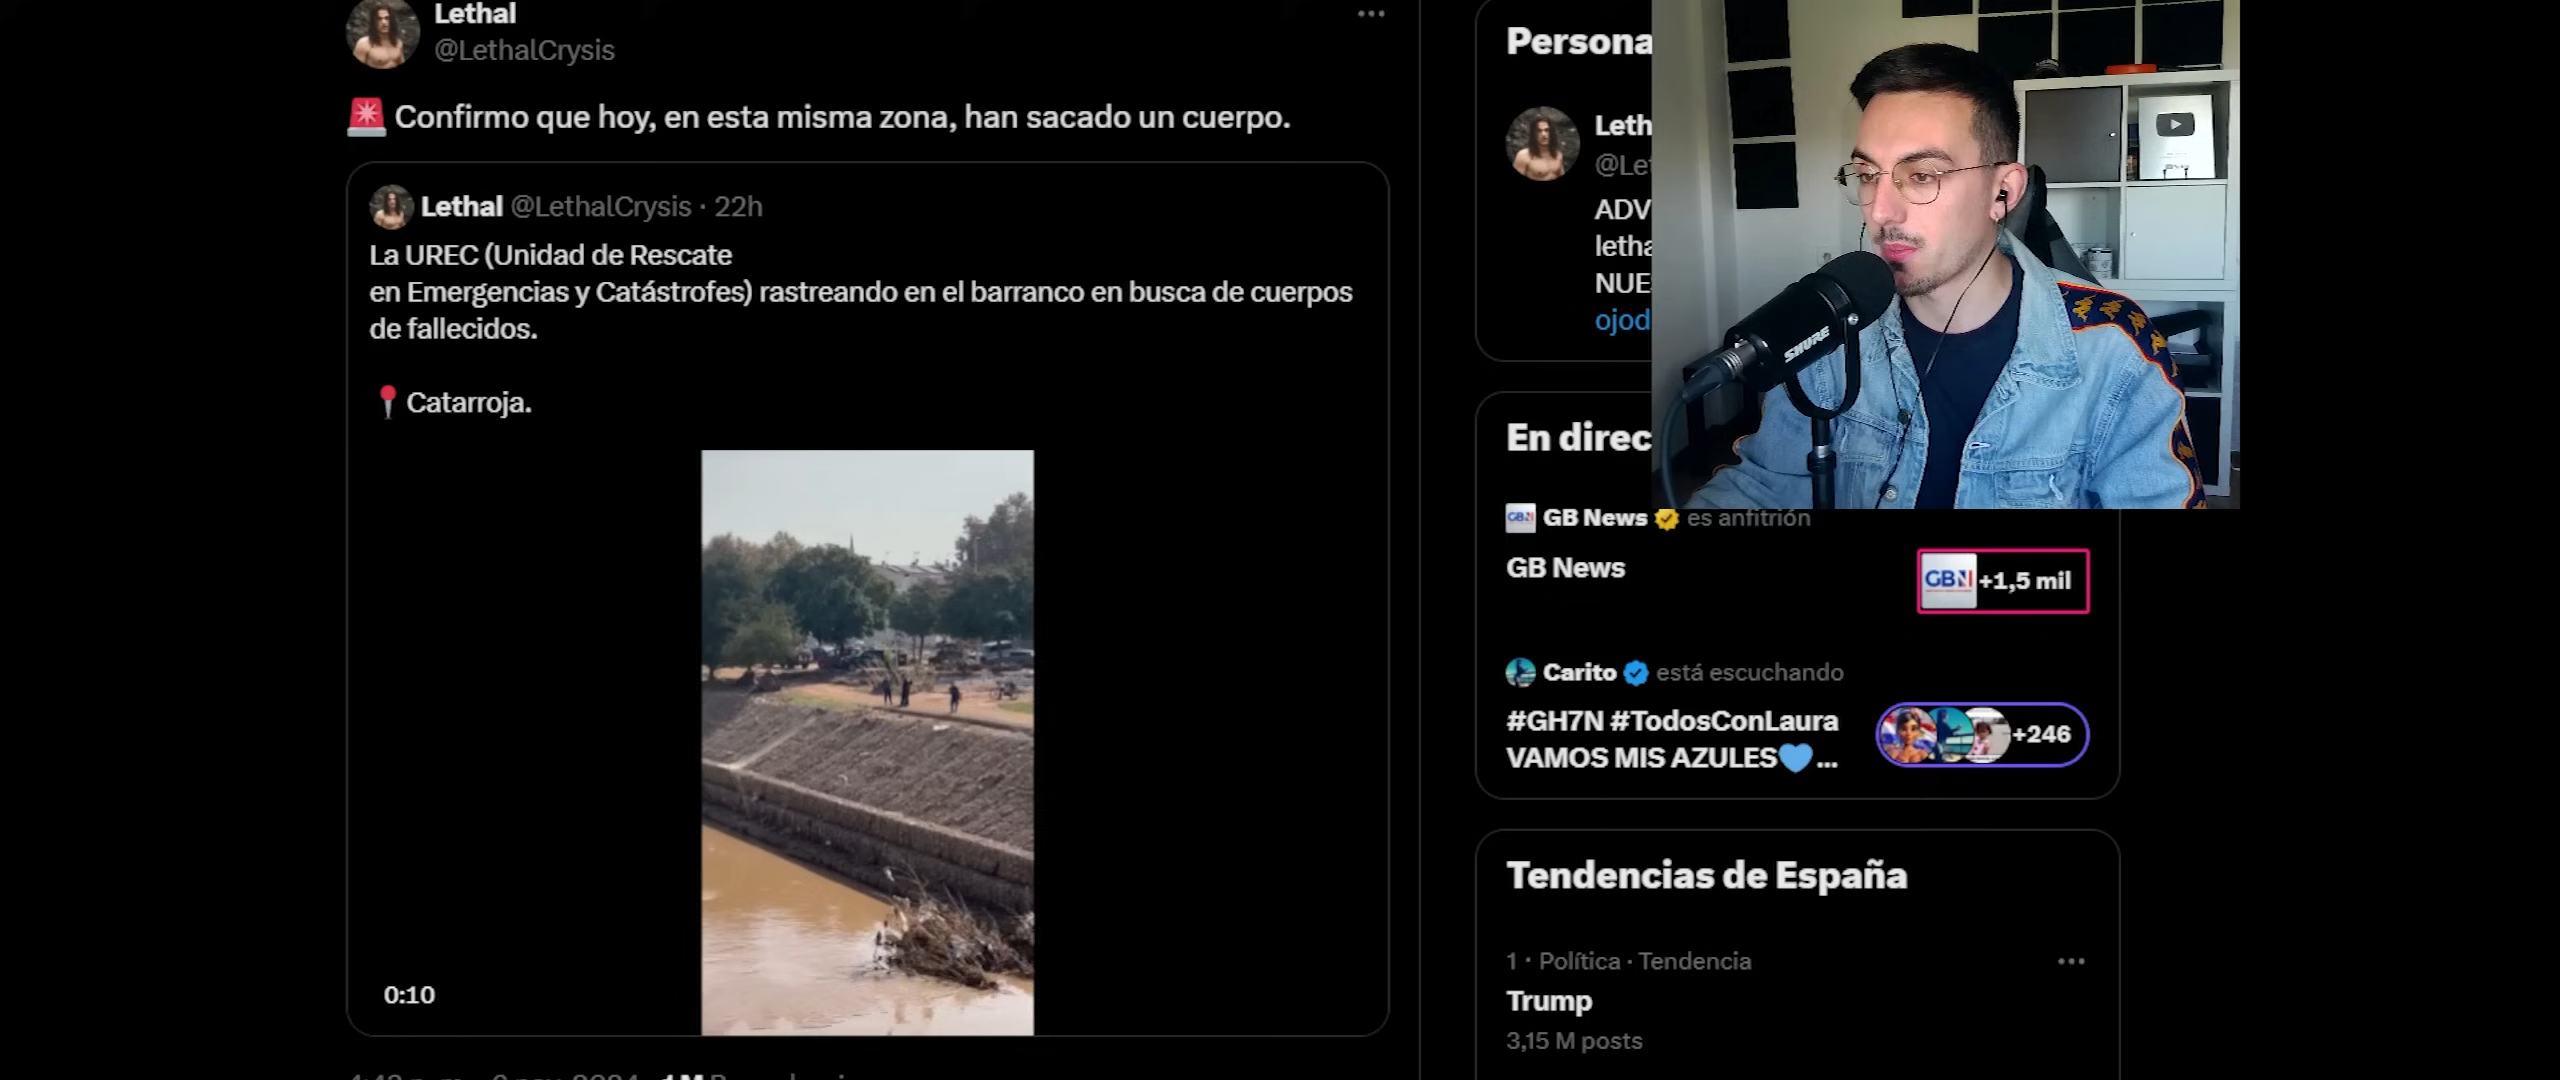 Lethal
@LethalCrysis
Confirmo que hoy, en esta misma zona, han sacado un cuerpo.
Lethal @LethalCrysis · 22h
La UREC (Unidad de Rescate
en Emergencias y Catástrofes) rastreando en el barranco en busca de cuerpos
de fallecidos.
Catarroja.
0:10
Persona
Leth
@Let
ADV
letha
NUE
ojod
SHURE
En direc
GBN GB News es anfitrión
GB News
GBN +1,5 mil
Carito está escuchando
#GH7N #TodosConLaura
VAMOS MIS AZULES💙 ...
+246
Tendencias de España
1 · Política · Tendencia
Trump
3,15 M posts